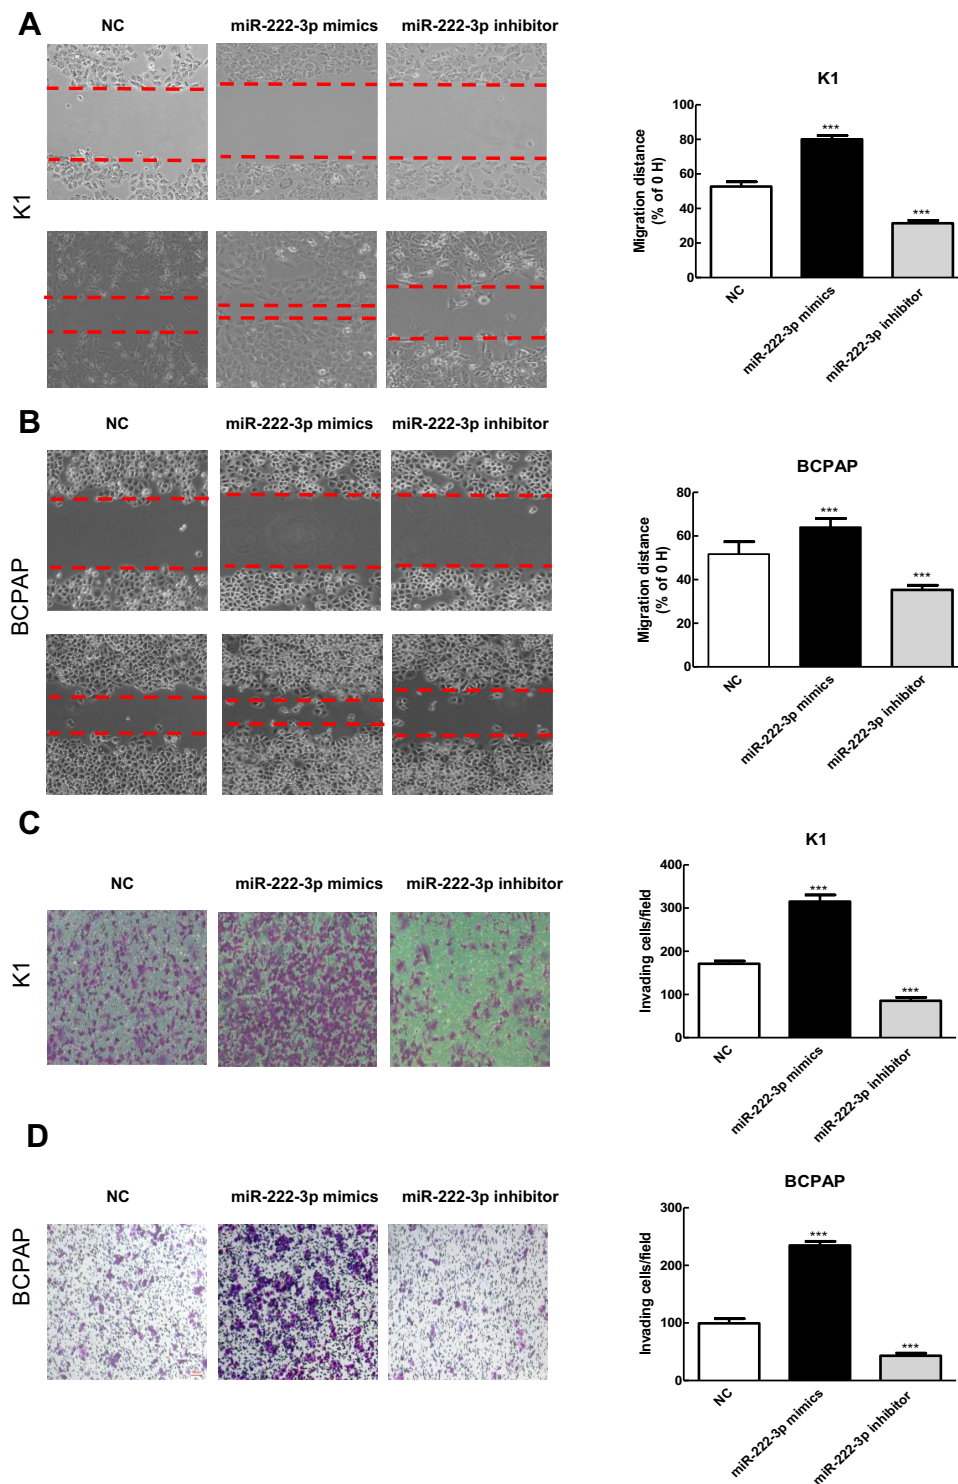 A
NC
miR-222-3p mimics
miR-222-3p inhibitor
K1
K1
Migration distance
(% of 0 H)
100
80
60
40
20
0
***
***
NC
miR-222-3p mimics
miR-222-3p inhibitor
B
NC
miR-222-3p mimics
miR-222-3p inhibitor
BCPAP
BCPAP
Migration distance
(% of 0 H)
80
60
40
20
0
***
***
NC
miR-222-3p mimics
miR-222-3p inhibitor
C
NC
miR-222-3p mimics
miR-222-3p inhibitor
K1
K1
Invading cells/field
400
300
200
100
0
***
***
NC
miR-222-3p mimics
miR-222-3p inhibitor
D
NC
miR-222-3p mimics
miR-222-3p inhibitor
BCPAP
BCPAP
Invading cells/field
300
200
100
0
***
***
NC
miR-222-3p mimics
miR-222-3p inhibitor